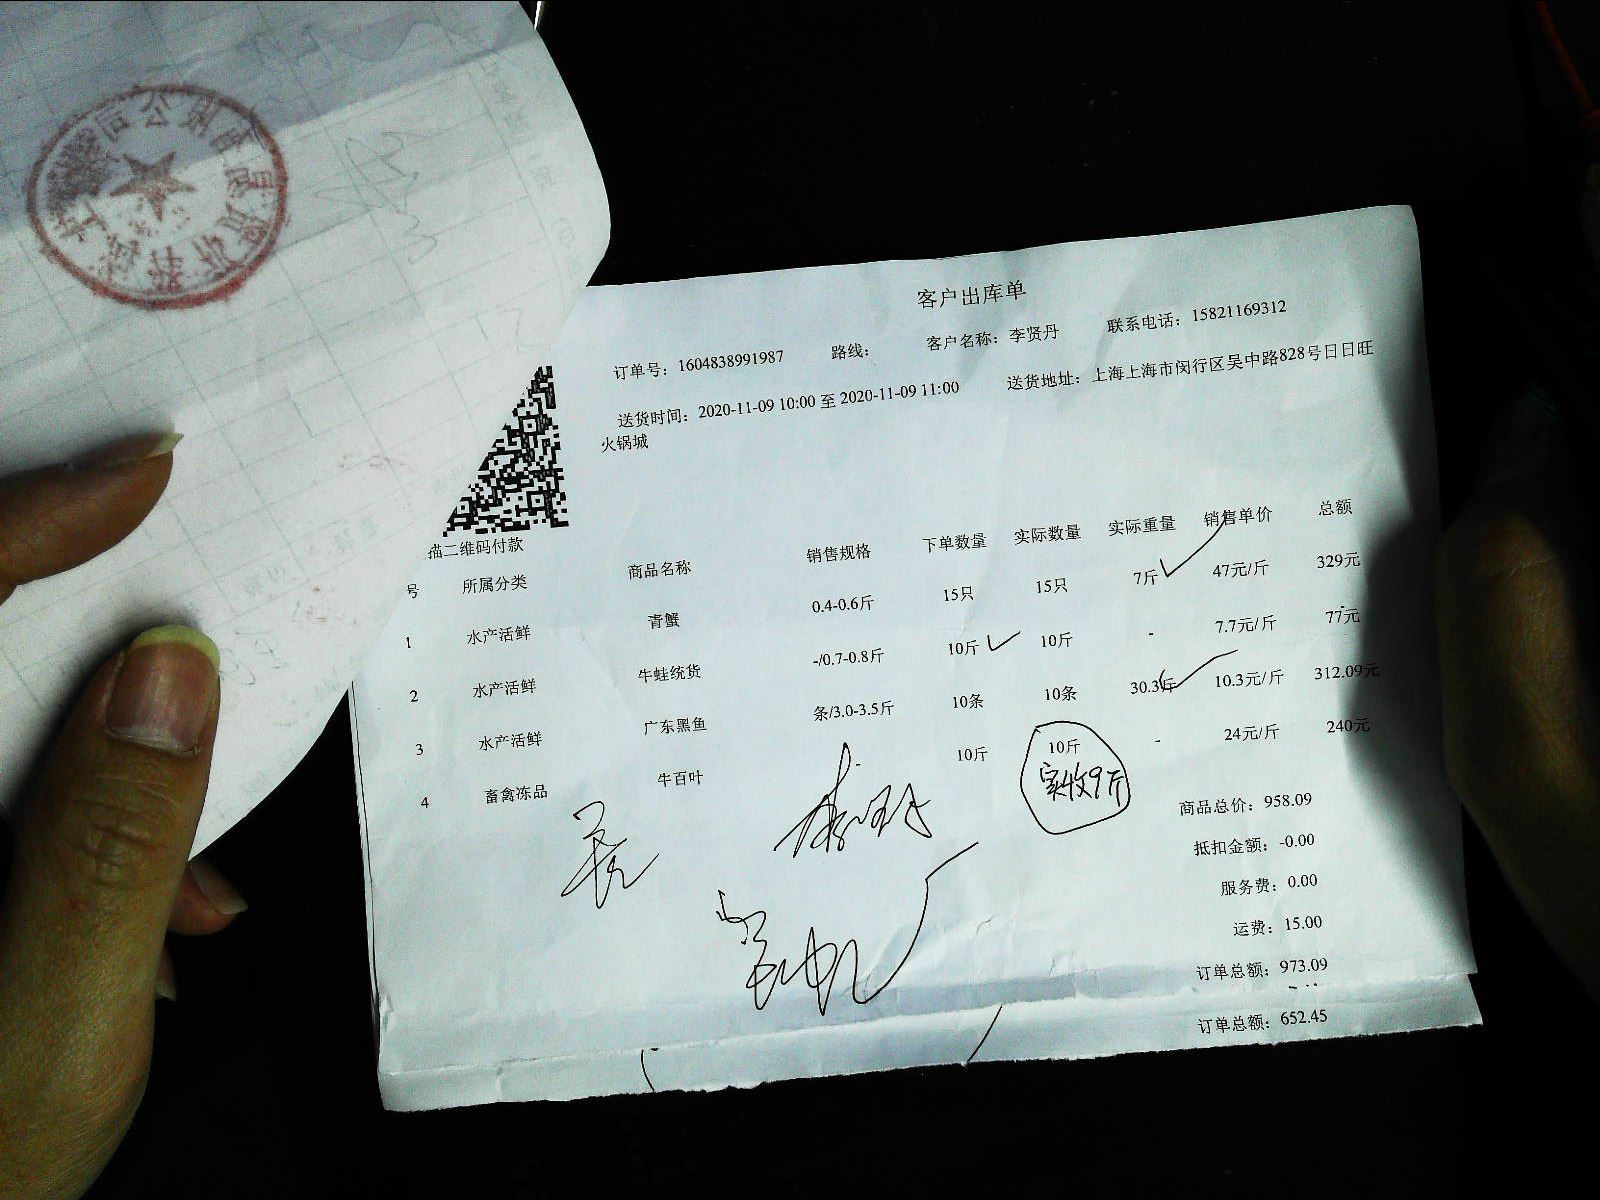 客户出库单
订单号：1604838991987 路线： 客户名称：李贤丹 联系电话：15821169312
送货时间：2020-11-09 10:00 至 2020-11-09 11:00 送货地址：上海上海市闵行区吴中路828号日日旺
火锅城
描二维码付款
号 所属分类 商品名称 销售规格 下单数量 实际数量 实际重量 销售单价 总额
1 水产活鲜 青蟹 0.4-0.6斤 15只 15只 7斤 47元/斤 329元
2 水产活鲜 牛蛙统货 -/0.7-0.8斤 10斤 10斤 - 7.7元/斤 77元
3 水产活鲜 广东黑鱼 条/3.0-3.5斤 10条 10条 30.3斤 10.3元/斤 312.09元
4 畜禽冻品 牛百叶 - 10斤 10斤 - 24元/斤 240元
实收9斤
商品总价：958.09
抵扣金额：-0.00
服务费：0.00
运费：15.00
订单总额：973.09
订单总额：652.45